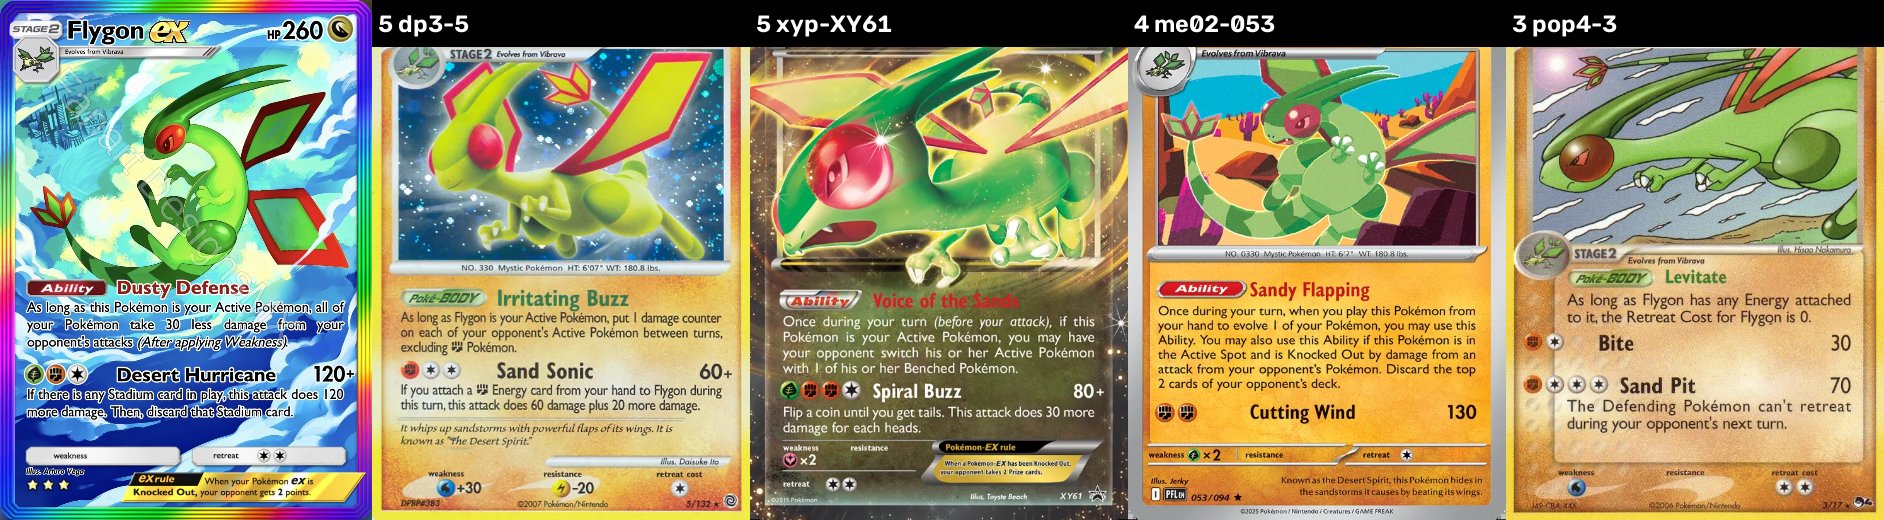 STAGE2 Flygon ex HP 260
Evolves from Vibrava
Ability Dusty Defense
As long as this Pokémon is your Active Pokémon, all of
your Pokémon take 30 less damage from your
opponent's attacks (After applying Weakness).
Desert Hurricane 120+
If there is any Stadium card in play, this attack does 120
more damage. Then, discard that Stadium card.
weakness retreat
Illus. Arturo Vega
ex rule When your Pokémon ex is
Knocked Out, your opponent gets 2 points.
5 dp3-5
STAGE2 Evolves from Vibrava
NO. 330 Mystic Pokémon HT: 6'07" WT: 180.8 lbs.
Poké-BODY Irritating Buzz
As long as Flygon is your Active Pokémon, put 1 damage counter
on each of your opponent's Active Pokémon between turns,
excluding Pokémon.
Sand Sonic 60+
If you attach a Energy card from your hand to Flygon during
this turn, this attack does 60 damage plus 20 more damage.
It whips up sandstorms with powerful flaps of its wings. It is
known as "The Desert Spirit."
Illus. Daisuke Ito
weakness resistance retreat cost
+30 -20
DPBP#383 ©2007 Pokémon/Nintendo 5/132
5 xyp-XY61
Ability Voice of the Sands
Once during your turn (before your attack), if this
Pokémon is your Active Pokémon, you may have
your opponent switch his or her Active Pokémon
with 1 of his or her Benched Pokémon.
Spiral Buzz 80+
Flip a coin until you get tails. This attack does 30 more
damage for each heads.
weakness resistance
×2
retreat
Pokémon-EX rule
When a Pokémon-EX has been Knocked Out,
your opponent takes 2 Prize cards.
©2015 Pokémon Illus. Toyste Beach XY61
4 me02-053
Evolves from Vibrava
NO. 0330 Mystic Pokémon HT: 6'7" WT: 180.8 lbs.
Ability Sandy Flapping
Once during your turn, when you play this Pokémon from
your hand to evolve 1 of your Pokémon, you may use this
Ability. You may also use this Ability if this Pokémon is in
the Active Spot and is Knocked Out by damage from an
attack from your opponent's Pokémon. Discard the top
2 cards of your opponent's deck.
Cutting Wind 130
weakness ×2 resistance retreat
Illus. Jerky
I PFL EN 053/094
Known as the Desert Spirit, this Pokémon hides in
the sandstorms it causes by beating its wings.
©2025 Pokémon / Nintendo / Creatures / GAME FREAK
3 pop4-3
Illus. Hisao Nakamura
STAGE2 Evolves from Vibrava
Poké-BODY Levitate
As long as Flygon has any Energy attached
to it, the Retreat Cost for Flygon is 0.
Bite 30
Sand Pit 70
The Defending Pokémon can't retreat
during your opponent's next turn.
weakness resistance retreat cost
©2006 Pokémon/Nintendo 3/17